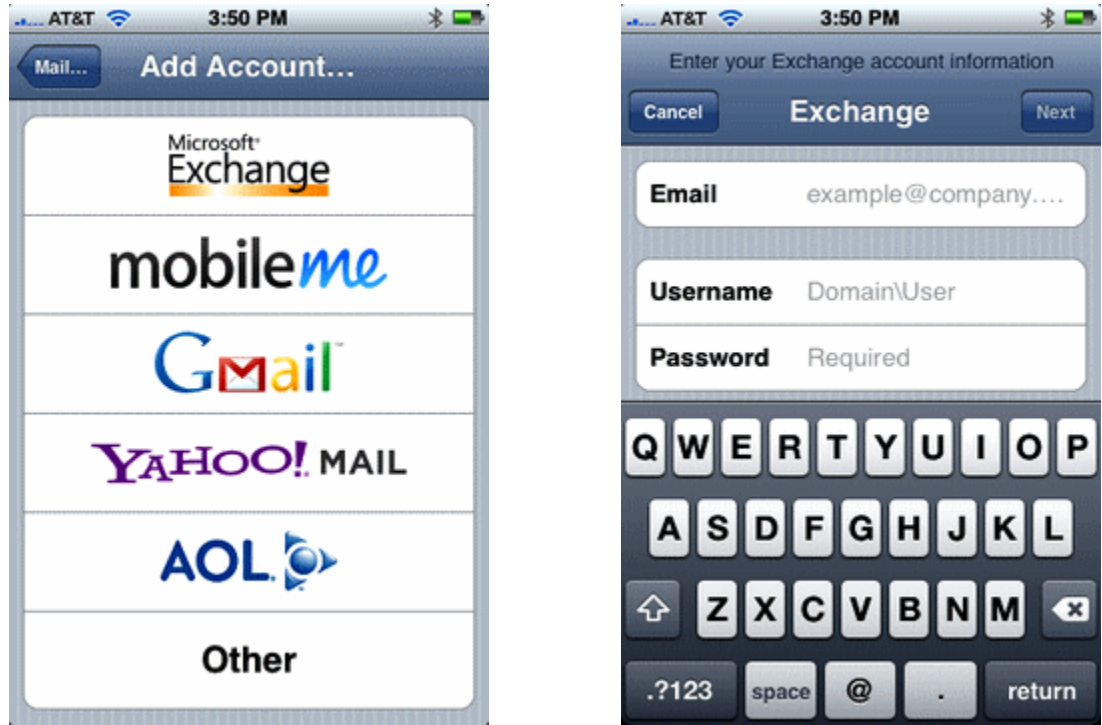 AT&T 3:50 PM
Mail... Add Account...
Microsoft
Exchange
mobileme
Gmail™
YAHOO! MAIL
AOL
Other
AT&T 3:50 PM
Enter your Exchange account information
Cancel Exchange Next
Email example@company....
Username Domain\User
Password Required
Q W E R T Y U I O P
A S D F G H J K L
Z X C V B N M
.?123 space @ . return